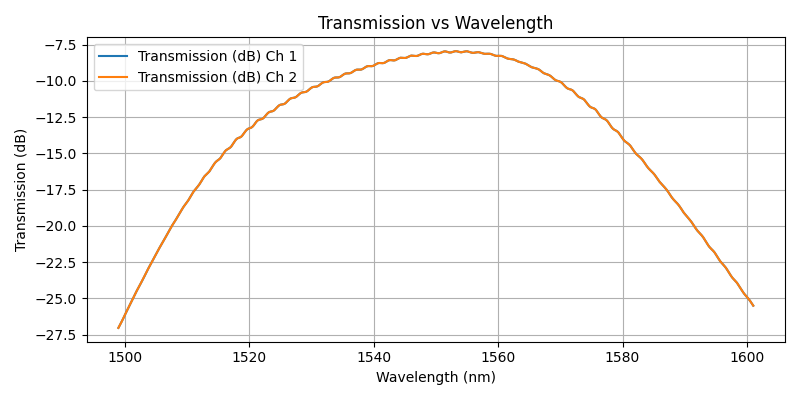 Transmission vs Wavelength
Transmission (dB) Ch 1
Transmission (dB) Ch 2
Transmission (dB)
−7.5
−10.0
−12.5
−15.0
−17.5
−20.0
−22.5
−25.0
−27.5
1500 1520 1540 1560 1580 1600
Wavelength (nm)